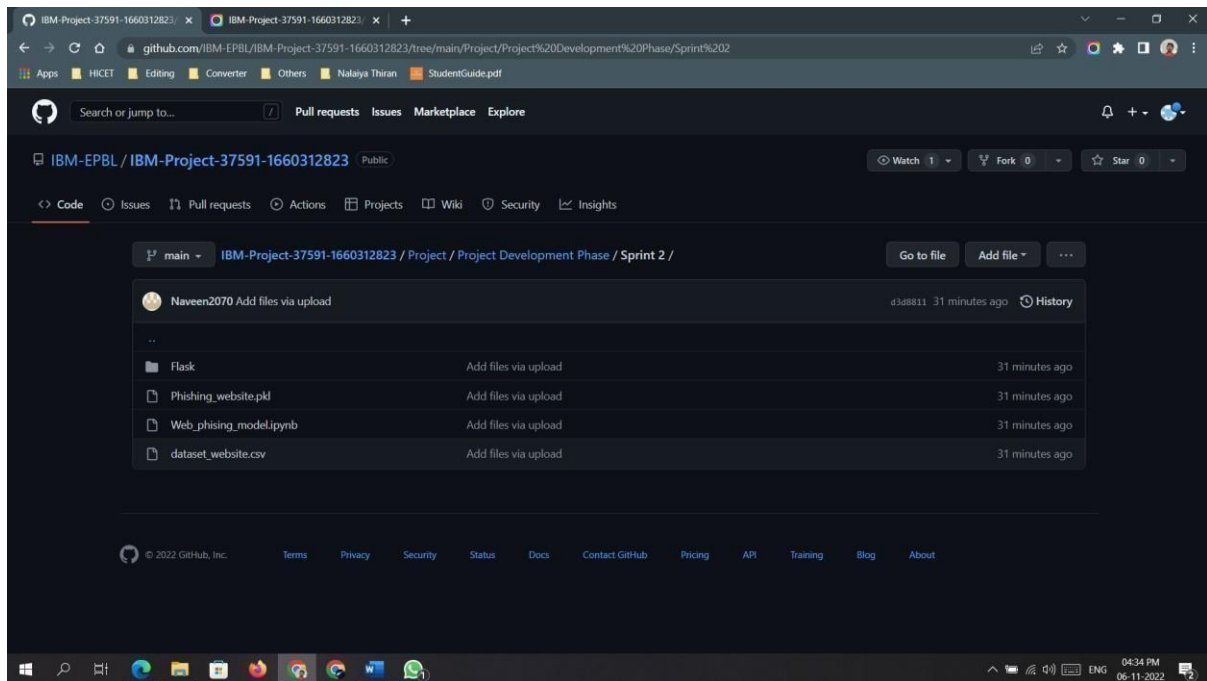 IBM-Project-37591-1660312823/ IBM-Project-37591-1660312823/
github.com/IBM-EPBL/IBM-Project-37591-1660312823/tree/main/Project/Project%20Development%20Phase/Sprint%202
Apps HICET Editing Converter Others Nalaiya Thiran StudentGuide.pdf
Search or jump to... / Pull requests Issues Marketplace Explore
IBM-EPBL / IBM-Project-37591-1660312823 Public Watch 1 Fork 0 Star 0
<> Code Issues Pull requests Actions Projects Wiki Security Insights
main IBM-Project-37591-1660312823 / Project / Project Development Phase / Sprint 2 / Go to file Add file ...
Naveen2070 Add files via upload d3d8811 31 minutes ago History
..
Flask Add files via upload 31 minutes ago
Phishing_website.pkl Add files via upload 31 minutes ago
Web_phising_model.ipynb Add files via upload 31 minutes ago
dataset_website.csv Add files via upload 31 minutes ago
© 2022 GitHub, Inc. Terms Privacy Security Status Docs Contact GitHub Pricing API Training Blog About
ENG 04:34 PM
06-11-2022